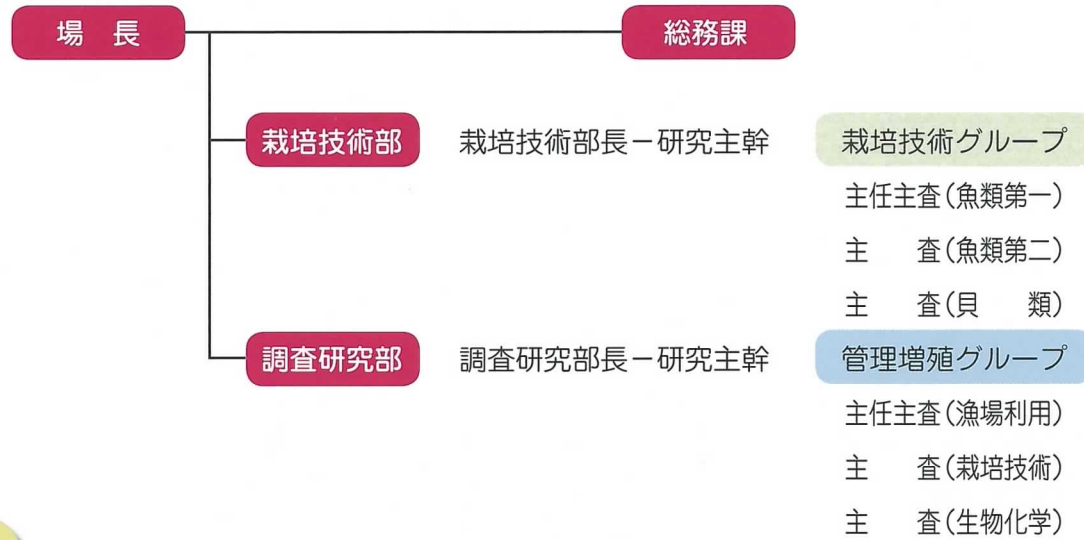 場 長 総務課
栽培技術部 栽培技術部長－研究主幹 栽培技術グループ
主任主査(魚類第一)
主 査(魚類第二)
主 査(貝 類)
調査研究部 調査研究部長－研究主幹 管理増殖グループ
主任主査(漁場利用)
主 査(栽培技術)
主 査(生物化学)